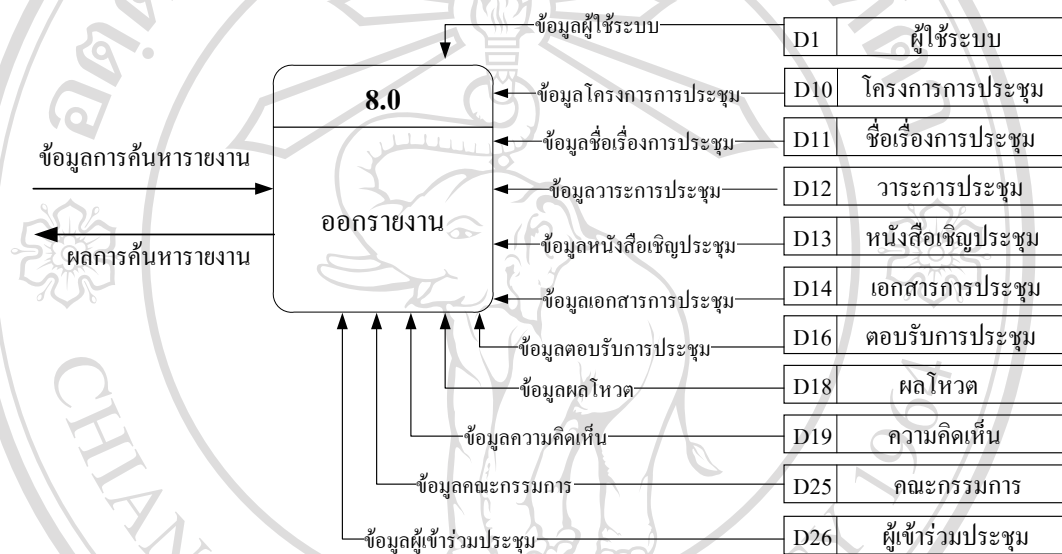 ข้อมูลผู้ใช้ระบบ
D1 ผู้ใช้ระบบ
8.0
ข้อมูลโครงการการประชุม
D10 โครงการการประชุม
ข้อมูลชื่อเรื่องการประชุม
D11 ชื่อเรื่องการประชุม
ข้อมูลการค้นหารายงาน
ข้อมูลวาระการประชุม
D12 วาระการประชุม
ออกรายงาน
ผลการค้นหารายงาน
ข้อมูลหนังสือเชิญประชุม
D13 หนังสือเชิญประชุม
ข้อมูลเอกสารการประชุม
D14 เอกสารการประชุม
ข้อมูลตอบรับการประชุม
D16 ตอบรับการประชุม
ข้อมูลผลโหวต
D18 ผลโหวต
ข้อมูลความคิดเห็น
D19 ความคิดเห็น
ข้อมูลคณะกรรมการ
D25 คณะกรรมการ
ข้อมูลผู้เข้าร่วมประชุม
D26 ผู้เข้าร่วมประชุม
1964